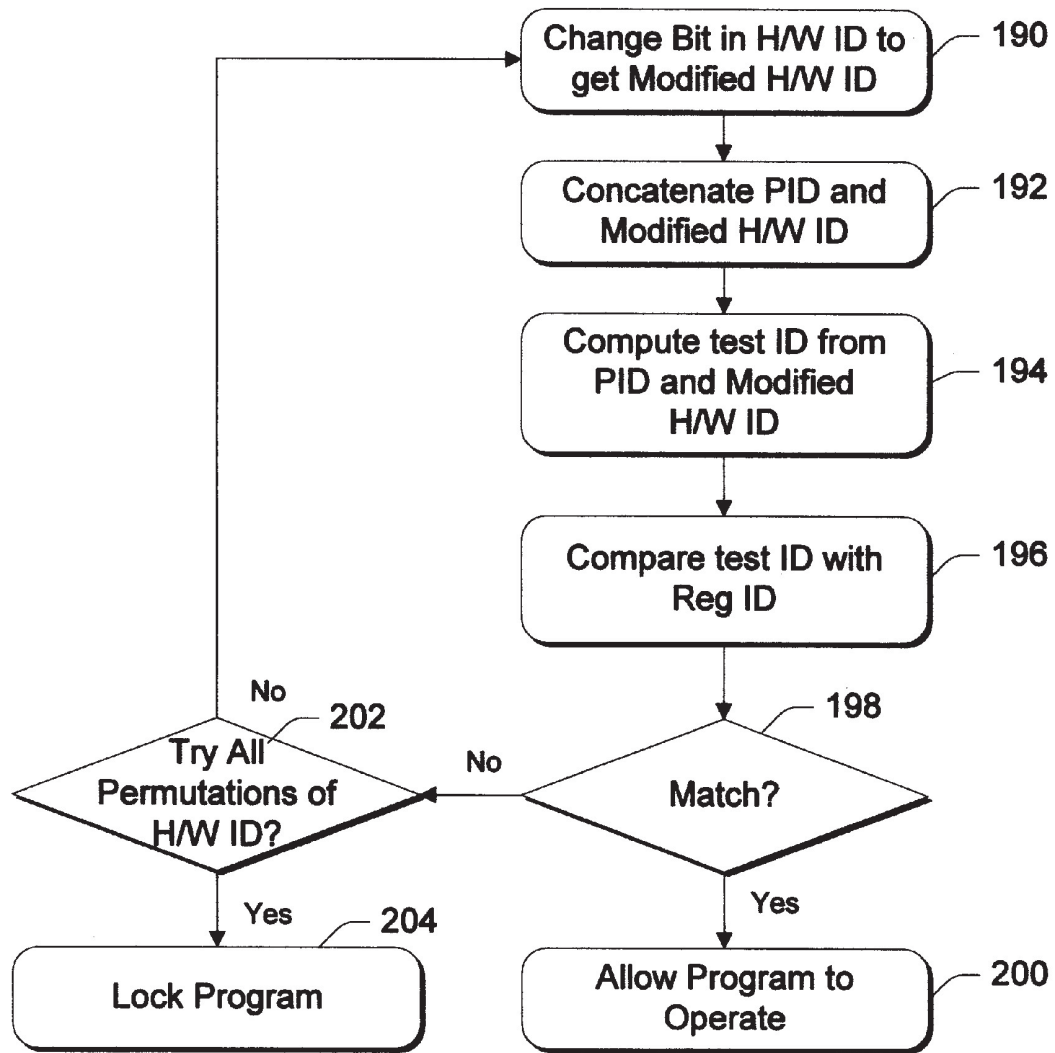 Change Bit in H/W ID to
get Modified H/W ID
190
Concatenate PID and
Modified H/W ID
192
Compute test ID from
PID and Modified
H/W ID
194
Compare test ID with
Reg ID
196
Match?
198
No
Yes
Try All
Permutations of
H/W ID?
202
No
Yes
Lock Program
204
Allow Program to
Operate
200